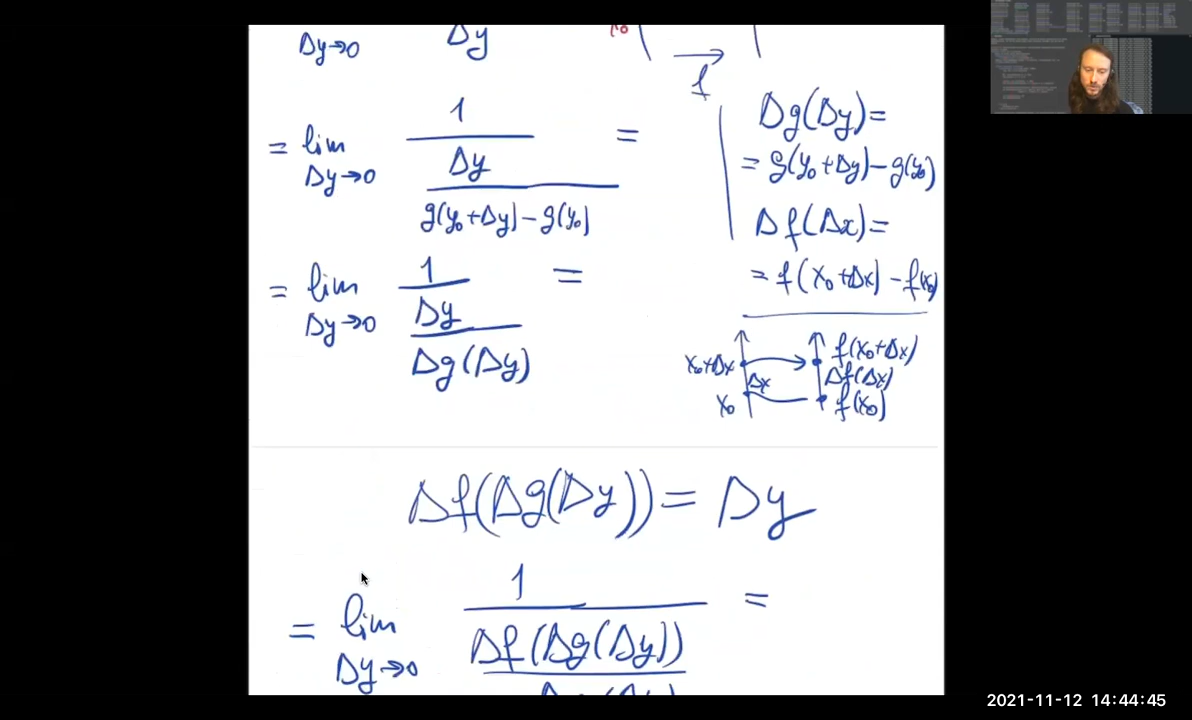 Δy→0 Δy x₀
f
1
= lim =
Δy→0 Δy
g(y₀+Δy)-g(y₀)
1
= lim =
Δy→0 Δy
Δg(Δy)
Δg(Δy)=
= g(y₀+Δy)-g(y₀)
Δf(Δx)=
= f(x₀+Δx)-f(x₀)
x₀+Δx f(x₀+Δx)
Δx Δf(Δx)
x₀ f(x₀)
Δf(Δg(Δy))= Δy
1
= lim =
Δy→0 Δf(Δg(Δy))
2021-11-12 14:44:45